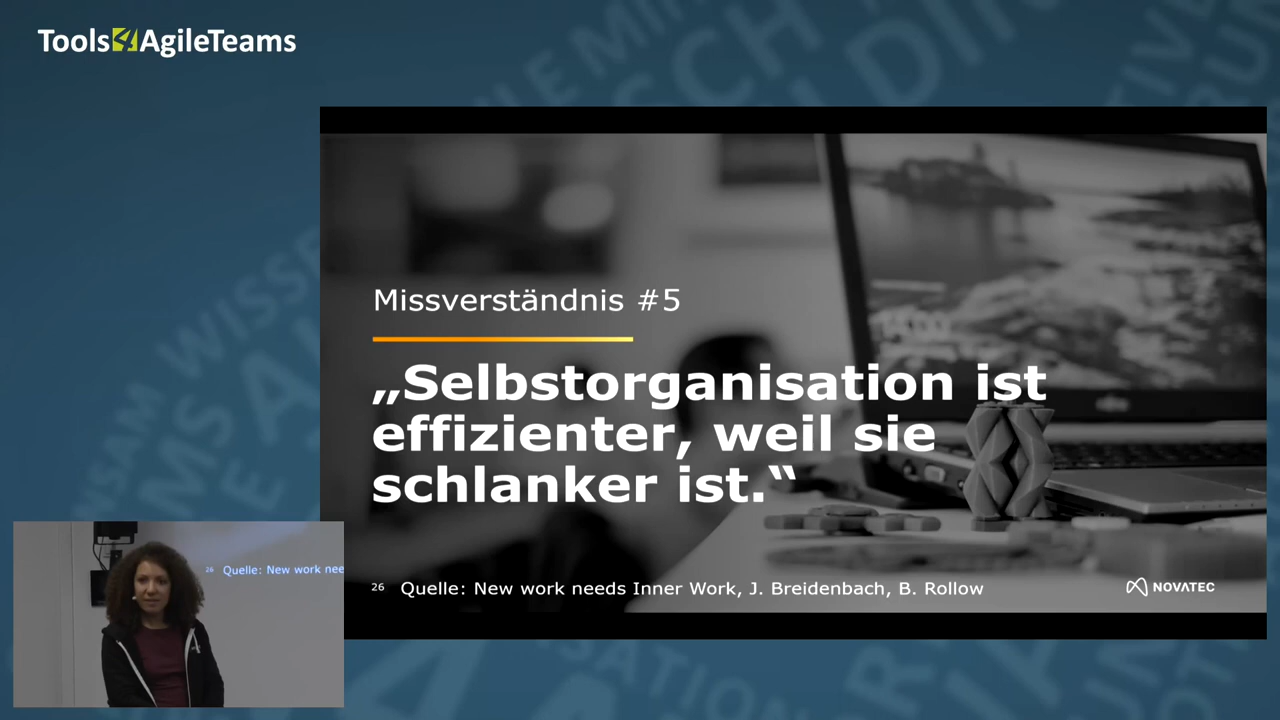 Tools4AgileTeams
Missverständnis #5
„Selbstorganisation ist
effizienter, weil sie
schlanker ist.“
26 Quelle: New work needs Inner Work, J. Breidenbach, B. Rollow
NOVATEC
26 Quelle: New work nee